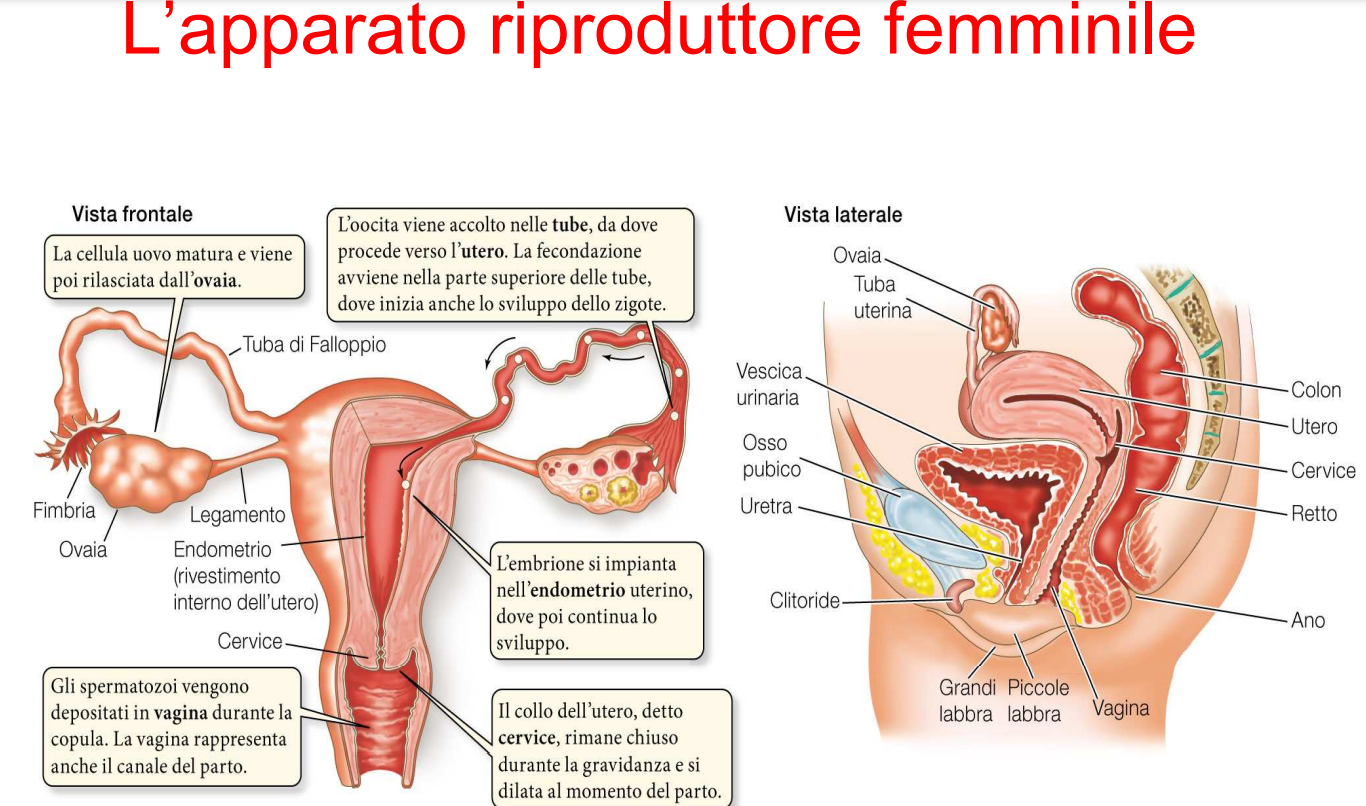 L’apparato riproduttore femminile
Vista frontale
La cellula uovo matura e viene
poi rilasciata dall’ovaia.
L’oocita viene accolto nelle tube, da dove
procede verso l’utero. La fecondazione
avviene nella parte superiore delle tube,
dove inizia anche lo sviluppo dello zigote.
Tuba di Falloppio
Fimbria
Ovaia
Legamento
Endometrio
(rivestimento
interno dell’utero)
Cervice
L’embrione si impianta
nell’endometrio uterino,
dove poi continua lo
sviluppo.
Gli spermatozoi vengono
depositati in vagina durante la
copula. La vagina rappresenta
anche il canale del parto.
Il collo dell’utero, detto
cervice, rimane chiuso
durante la gravidanza e si
dilata al momento del parto.
Vista laterale
Ovaia
Tuba
uterina
Vescica
urinaria
Osso
pubico
Uretra
Clitoride
Grandi
labbra
Piccole
labbra
Vagina
Colon
Utero
Cervice
Retto
Ano